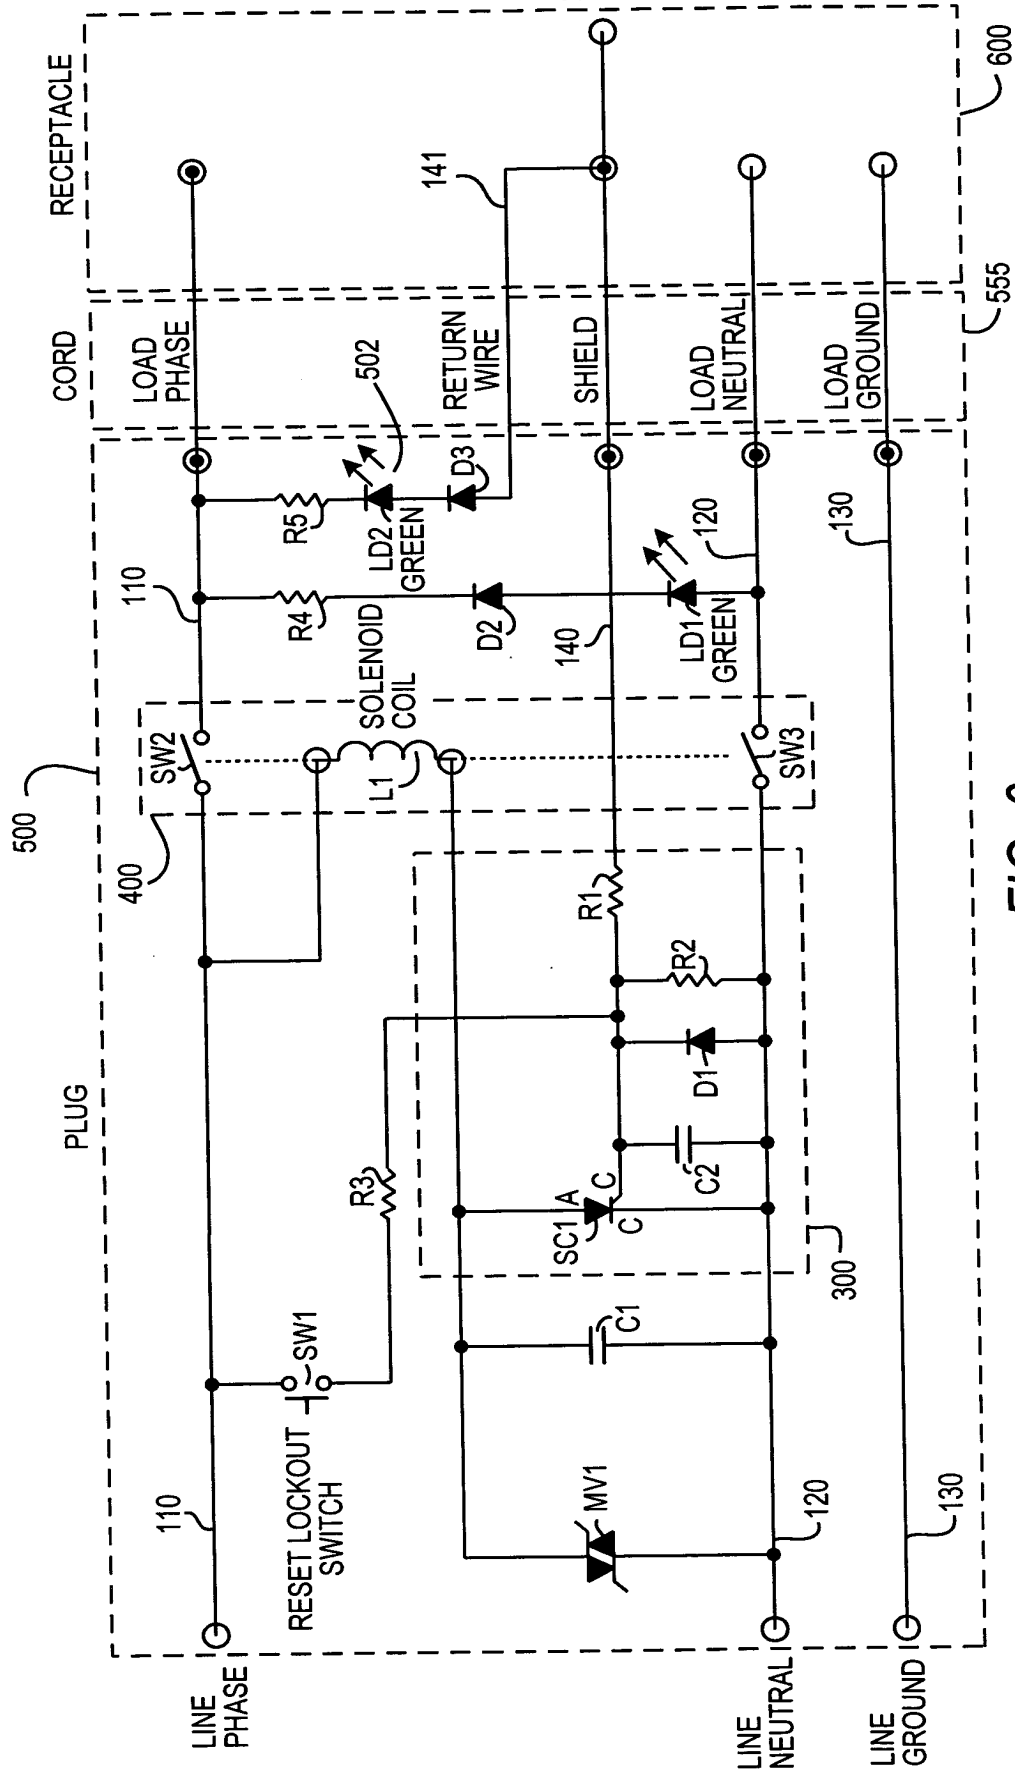 PLUG
CORD
RECEPTACLE
500
400
110
110
LINE
PHASE
RESET LOCKOUT
SWITCH
SW1
R3
SW2
SOLENOID
COIL
L1
R4
R5
LD2
GREEN
502
D3
D2
LOAD
PHASE
RETURN
WIRE
141
SHIELD
140
R1
R2
D1
C2
SC1
A
C
C
C1
MV1
300
SW3
LD1
GREEN
120
120
LOAD
NEUTRAL
LOAD
GROUND
130
130
LINE
NEUTRAL
LINE
GROUND
555
600